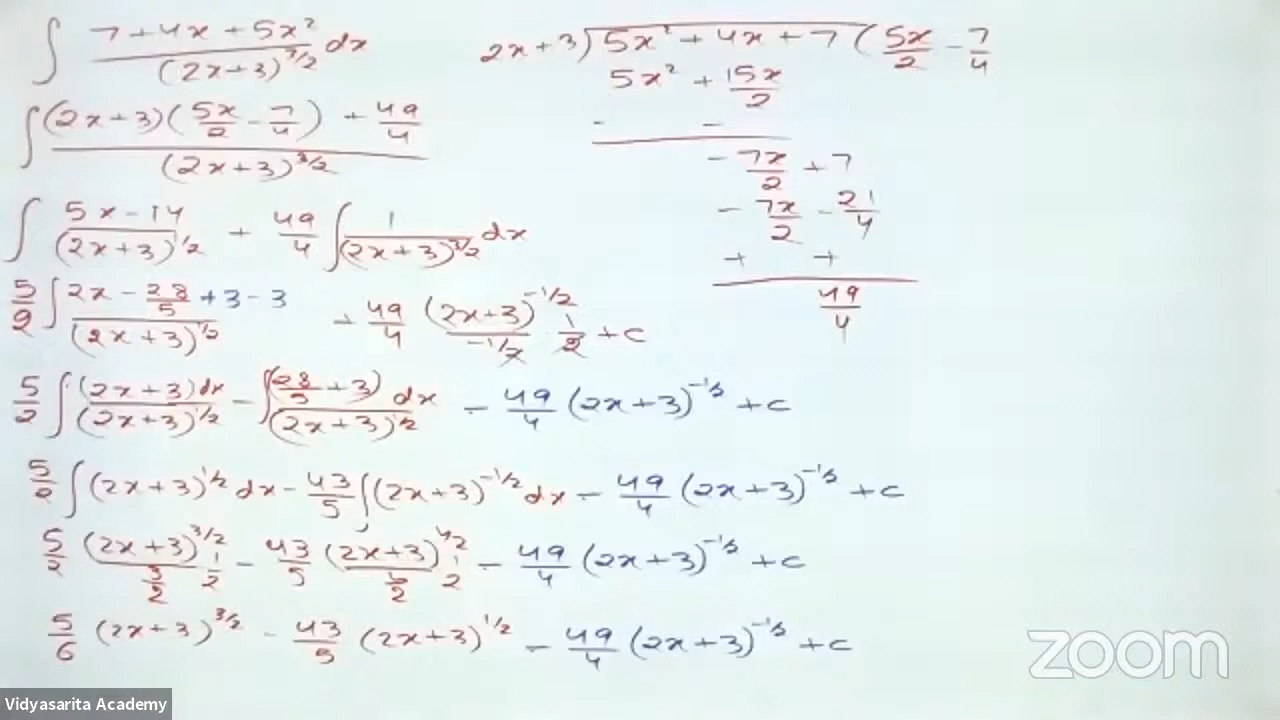 ∫ (7+4x+5x²)/(2x+3)^(3/2) dx
2x+3)5x²+4x+7(5x/2 - 7/4
5x² + 15x/2
- -
- 7x/2 + 7
- 7x/2 - 21/4
+ +
49/4
∫ ((2x+3)(5x/2 - 7/4) + 49/4)/(2x+3)^(3/2)
∫ (5x-14)/(2x+3)^(1/2) + 49/4 ∫ 1/(2x+3)^(3/2) dx
5/2 ∫ (2x - 28/5 + 3 - 3)/(2x+3)^(1/2) + 49/4 (2x+3)^(-1/2)/(-1/2) 1/2 + c
5/2 ∫ (2x+3)dx/(2x+3)^(1/2) - ∫ (28/5+3)dx/(2x+3)^(1/2) - 49/4 (2x+3)^(-1/2) + c
5/2 ∫ (2x+3)^(1/2) dx - 43/5 ∫ (2x+3)^(-1/2) dx - 49/4 (2x+3)^(-1/2) + c
5/2 (2x+3)^(3/2)/(3/2) 1/2 - 43/5 (2x+3)^(1/2)/(1/2) 1/2 - 49/4 (2x+3)^(-1/2) + c
5/6 (2x+3)^(3/2) - 43/5 (2x+3)^(1/2) - 49/4 (2x+3)^(-1/2) + c
zoom
Vidyasarita Academy